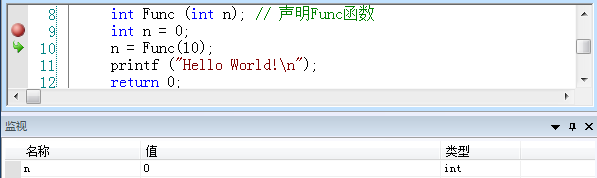 8 int Func (int n); // 声明Func函数
9 int n = 0;
10 n = Func(10);
11 printf ("Hello World!\n");
12 return 0;
监视
名称 值 类型
n 0 int